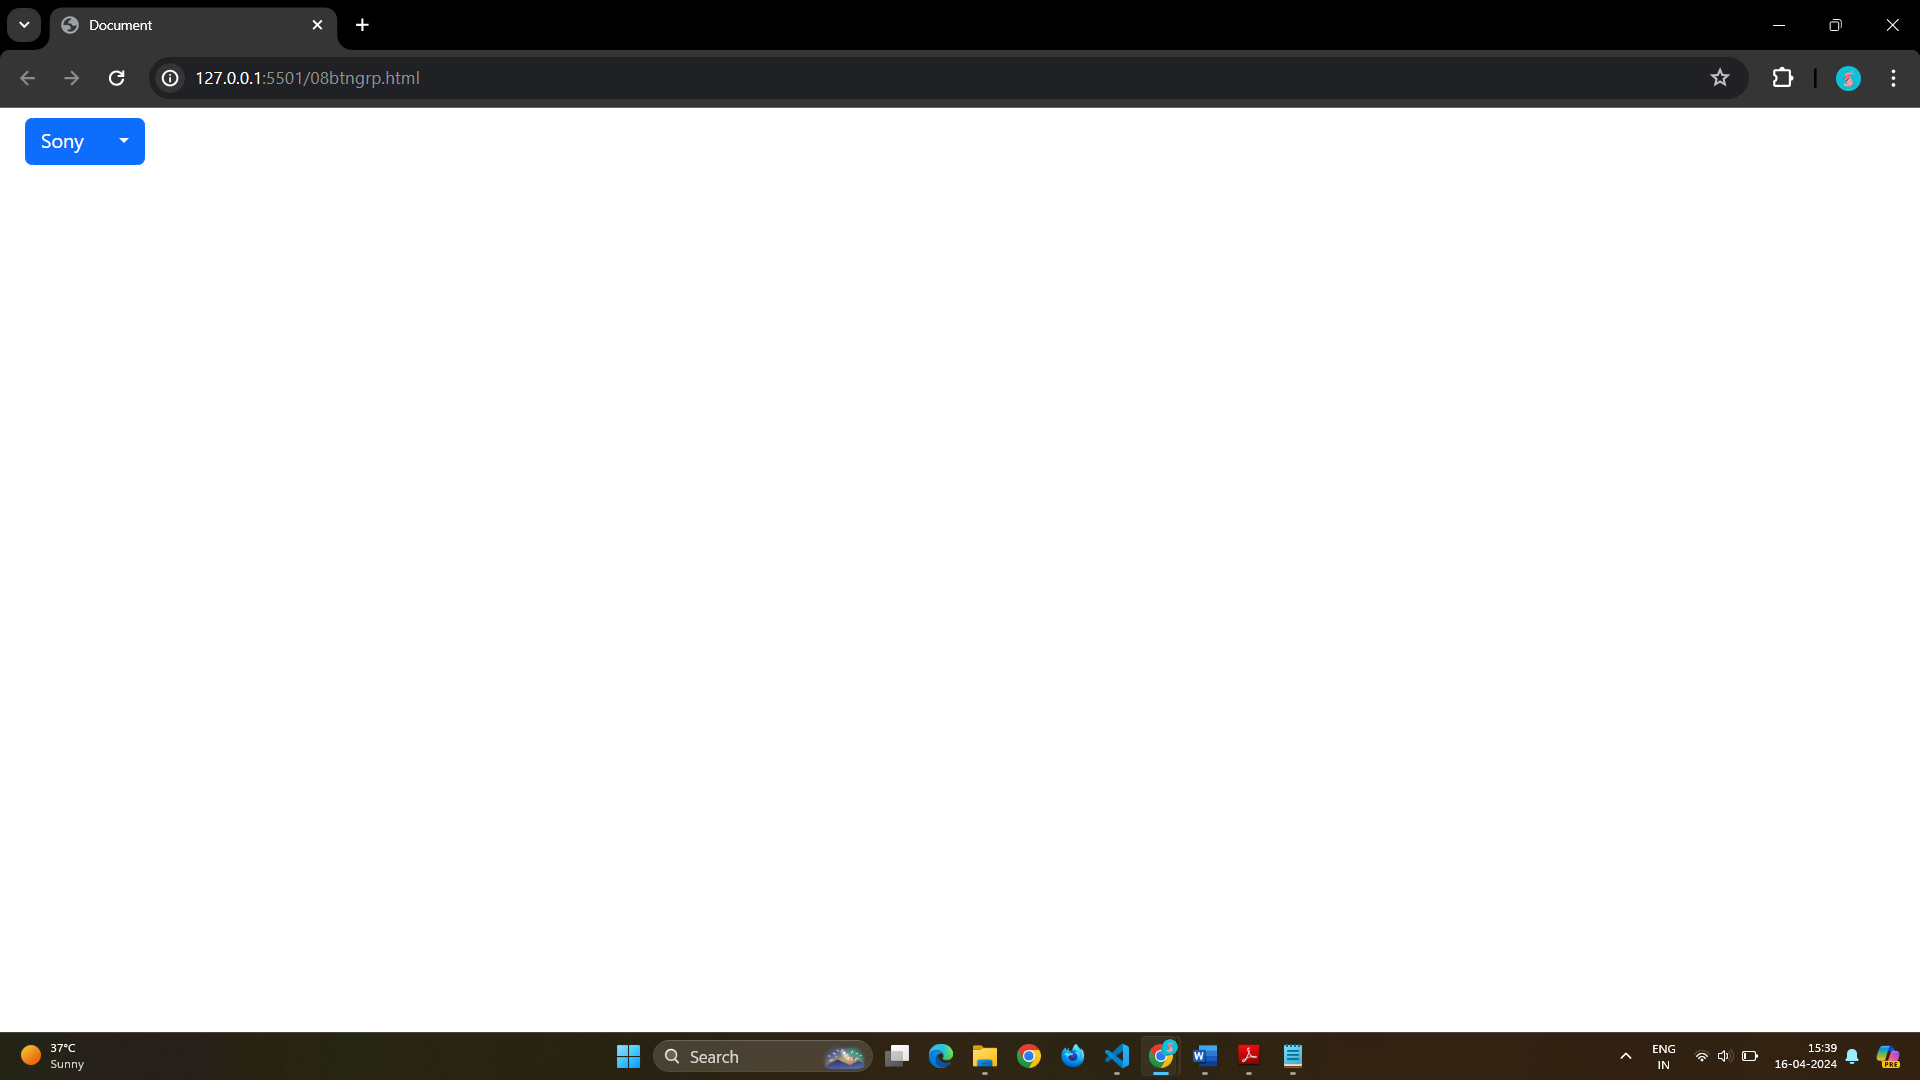 Document
127.0.0.1:5501/08btngrp.html
Sony
37°C
Sunny
Search
ENG
IN
15:39
16-04-2024
PRE